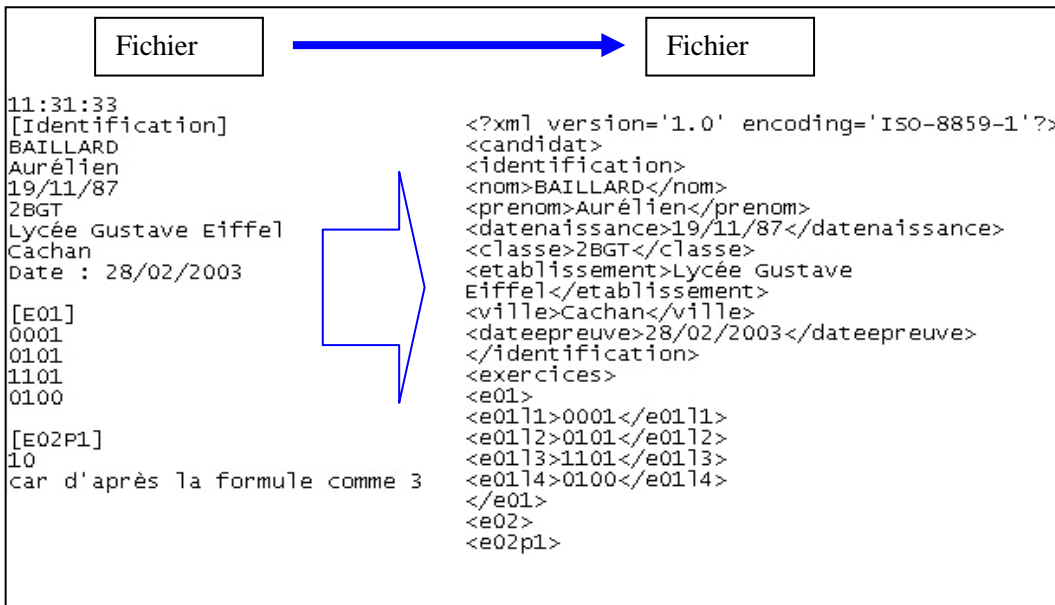 Fichier
Fichier
11:31:33
[Identification]
BAILLARD
Aurélien
19/11/87
2BGT
Lycée Gustave Eiffel
Cachan
Date : 28/02/2003
[E01]
0001
0101
1101
0100
[E02P1]
10
car d'après la formule comme 3
<?xml version='1.0' encoding='ISO-8859-1'?>
<candidat>
<identification>
<nom>BAILLARD</nom>
<prenom>Aurélien</prenom>
<datenaissance>19/11/87</datenaissance>
<classe>2BGT</classe>
<etablissement>Lycée Gustave
Eiffel</etablissement>
<ville>Cachan</ville>
<dateepreuve>28/02/2003</dateepreuve>
</identification>
<exercices>
<e01>
<e01l1>0001</e01l1>
<e01l2>0101</e01l2>
<e01l3>1101</e01l3>
<e01l4>0100</e01l4>
</e01>
<e02>
<e02p1>